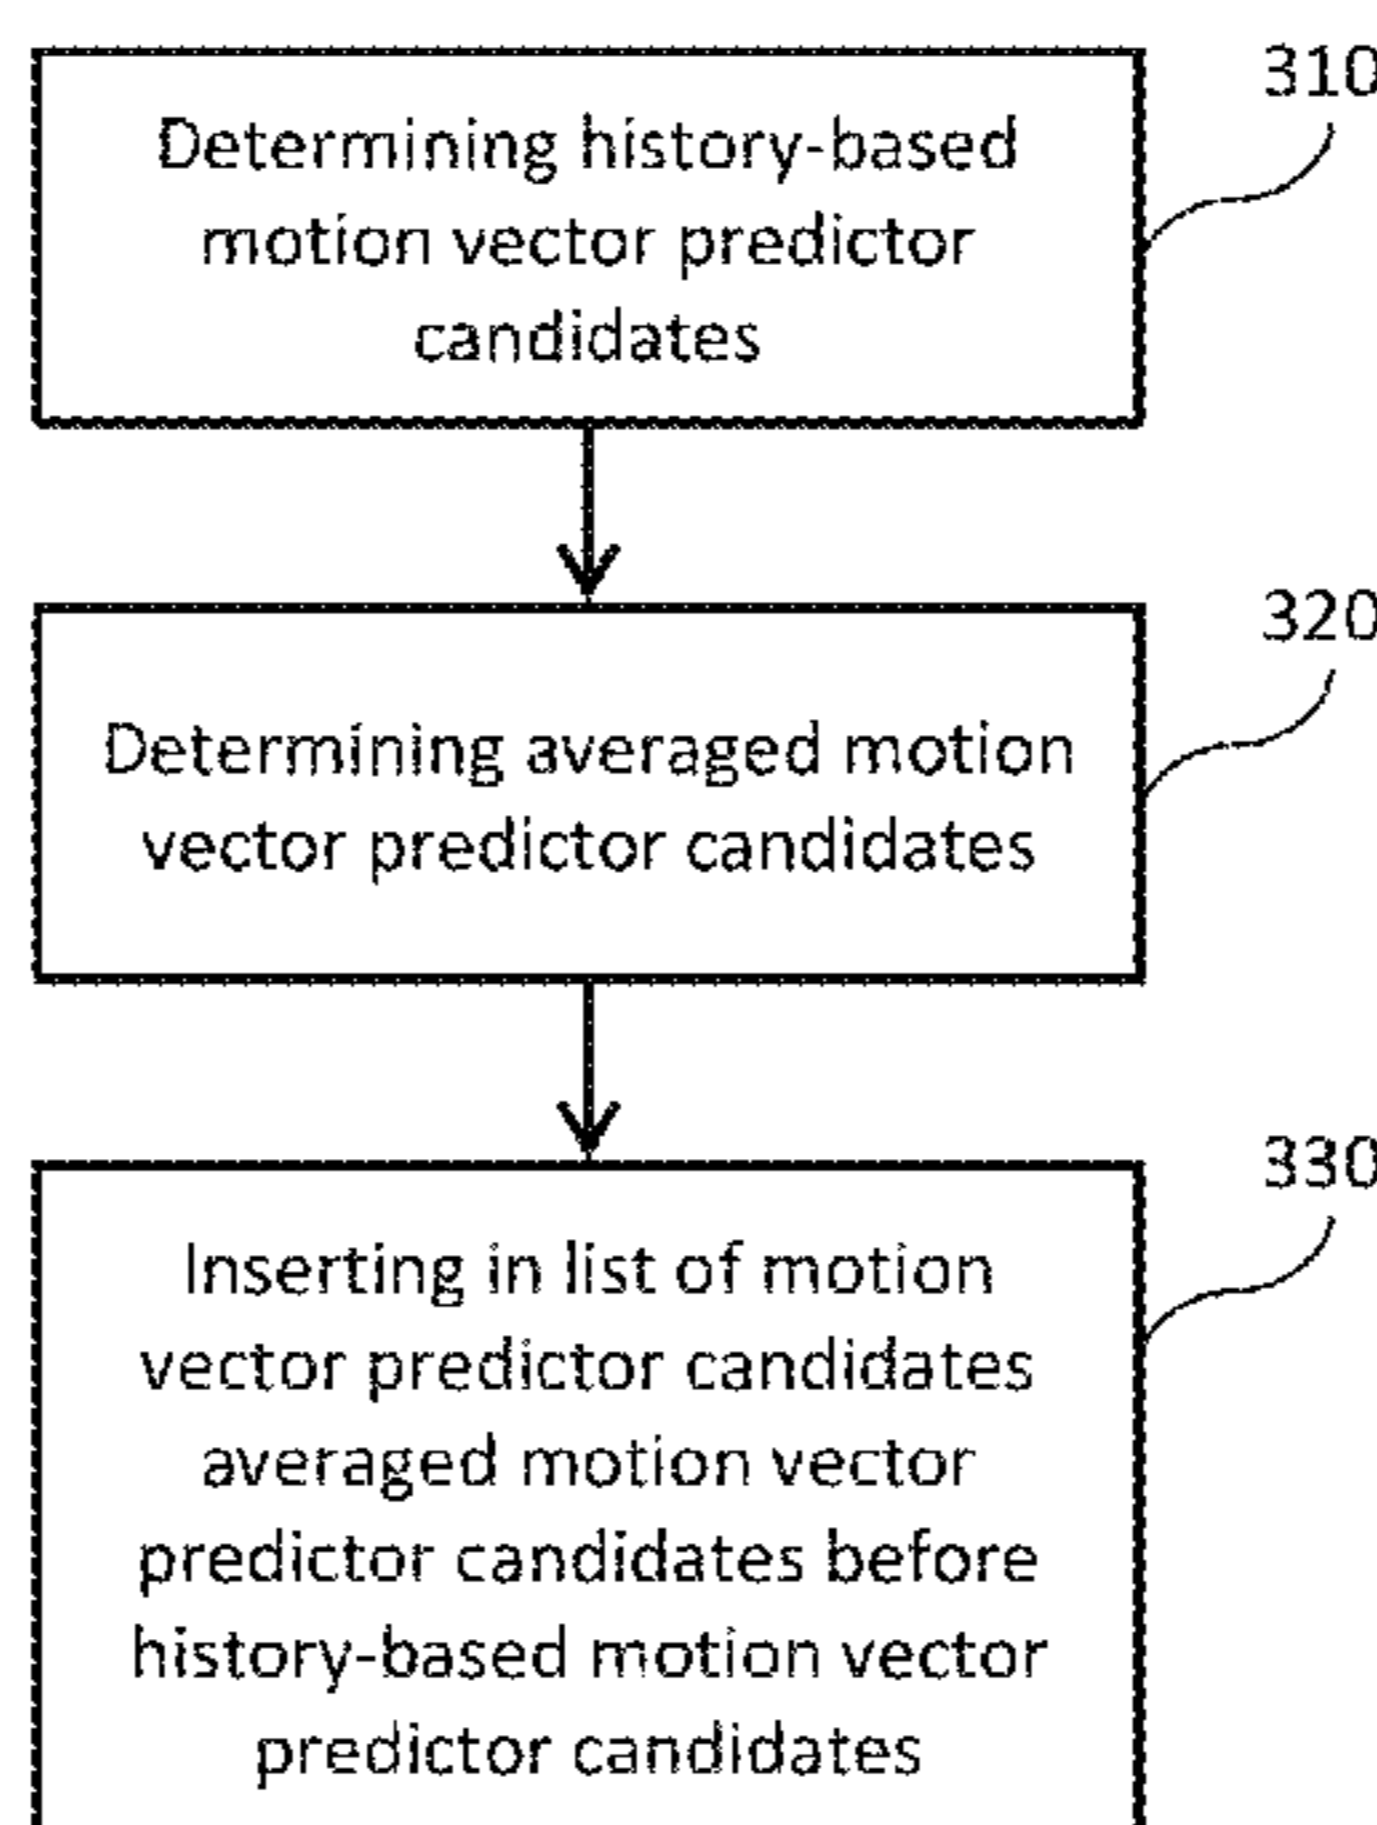 310
Determining history-based
motion vector predictor
candidates
320
Determining averaged motion
vector predictor candidates
330
Inserting in list of motion
vector predictor candidates
averaged motion vector
predictor candidates before
history-based motion vector
predictor candidates